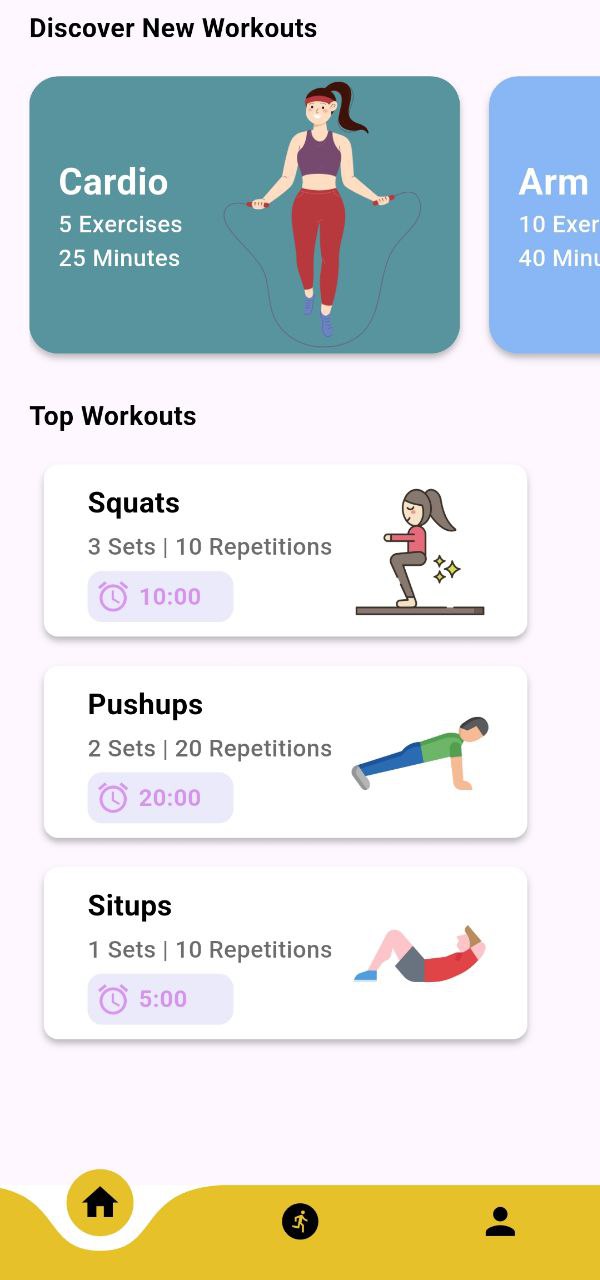 Discover New Workouts
Cardio
5 Exercises
25 Minutes
Arm
10 Exer
40 Minu
Top Workouts
Squats
3 Sets | 10 Repetitions
10:00
Pushups
2 Sets | 20 Repetitions
20:00
Situps
1 Sets | 10 Repetitions
5:00